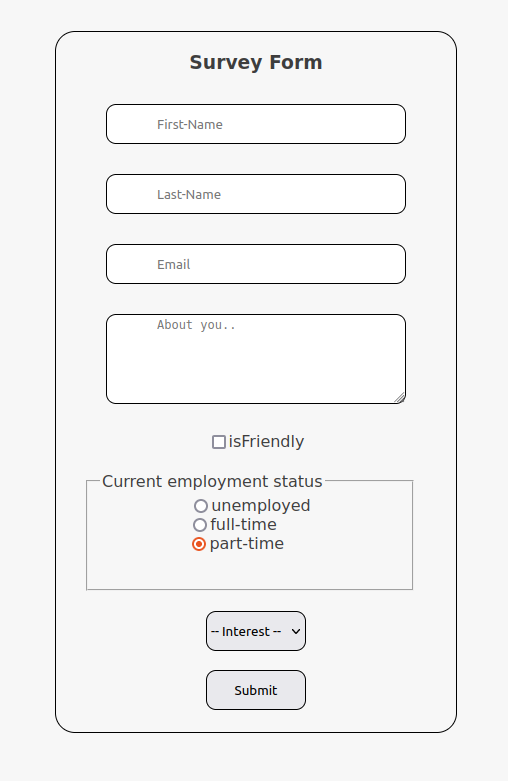 Survey Form
First-Name
Last-Name
Email
About you..
isFriendly
Current employment status
unemployed
full-time
part-time
-- Interest --
Submit